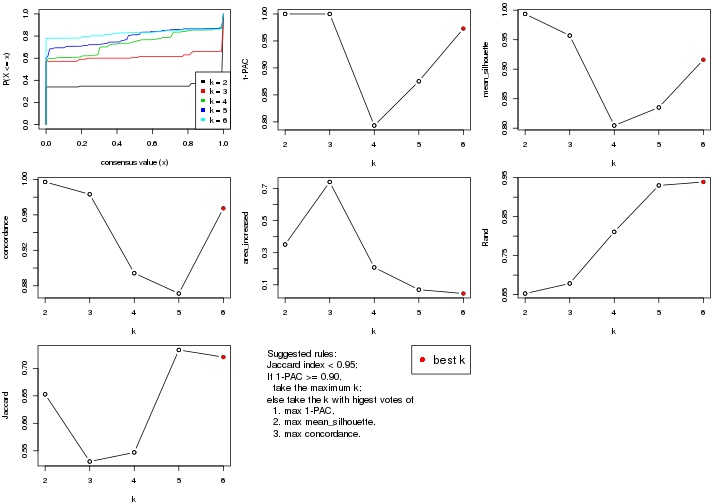 P(X <= x)
0.0 0.2 0.4 0.6 0.8 1.0
k = 2
k = 3
k = 4
k = 5
k = 6
0.0 0.2 0.4 0.6 0.8 1.0
consensus value (x)
1-PAC
0.80 0.85 0.90 0.95 1.00
2 3 4 5 6
k
mean_silhouette
0.80 0.85 0.90 0.95 1.00
2 3 4 5 6
k
concordance
0.88 0.92 0.96 1.00
2 3 4 5 6
k
area_increased
0.1 0.3 0.5 0.7
2 3 4 5 6
k
Rand
0.65 0.75 0.85 0.95
2 3 4 5 6
k
Jaccard
0.55 0.60 0.65 0.70
2 3 4 5 6
k
Suggested rules:
Jaccard index < 0.95;
If 1-PAC >= 0.90,
take the maximum k;
else take the k with higest votes of
1. max 1-PAC,
2. max mean_silhouette,
3. max concordance.
best k